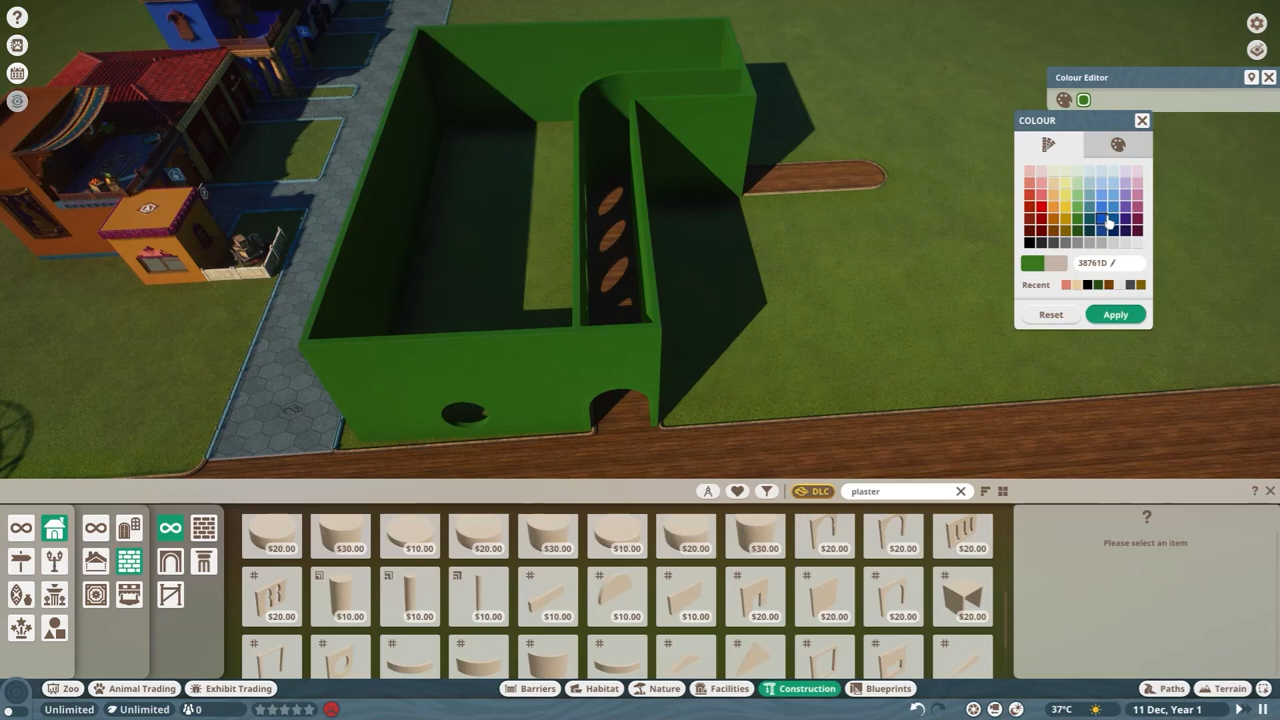 ?
Colour Editor
COLOUR
38761D /
Recent
Reset
Apply
DLC
plaster
?
$20.00 $30.00 $10.00 $20.00 $30.00 $10.00 $20.00 $30.00 $20.00 $20.00 $20.00
?
Please select an item
# # # # # # # #
$20.00 $10.00 $10.00 $10.00 $10.00 $10.00 $10.00 $20.00 $20.00 $20.00 $20.00
# # # # # # # # # # #
Zoo
Animal Trading
Exhibit Trading
Barriers
Habitat
Nature
Facilities
Construction
Blueprints
Paths
Terrain
Unlimited
Unlimited
0
37°C
11 Dec, Year 1